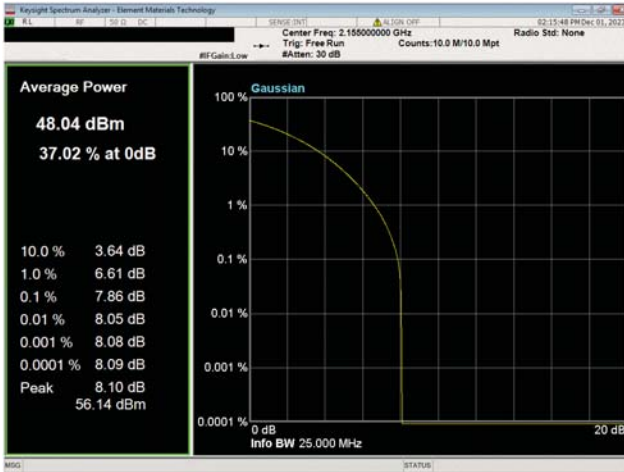 Keysight Spectrum Analyzer - Element Materials Technology
RL RF 50 Ω DC SENSE:INT ALIGN OFF 02:15:48 PM Dec 01, 2023
Center Freq: 2.155000000 GHz Radio Std: None
Trig: Free Run Counts:10.0 M/10.0 Mpt
#IFGain:Low #Atten: 30 dB
Average Power
48.04 dBm
37.02 % at 0dB
10.0 % 3.64 dB
1.0 % 6.61 dB
0.1 % 7.86 dB
0.01 % 8.05 dB
0.001 % 8.08 dB
0.0001 % 8.09 dB
Peak 8.10 dB
56.14 dBm
Gaussian
100 %
10 %
1 %
0.1 %
0.01 %
0.001 %
0.0001 %
0 dB 20 dB
Info BW 25.000 MHz
MSG STATUS